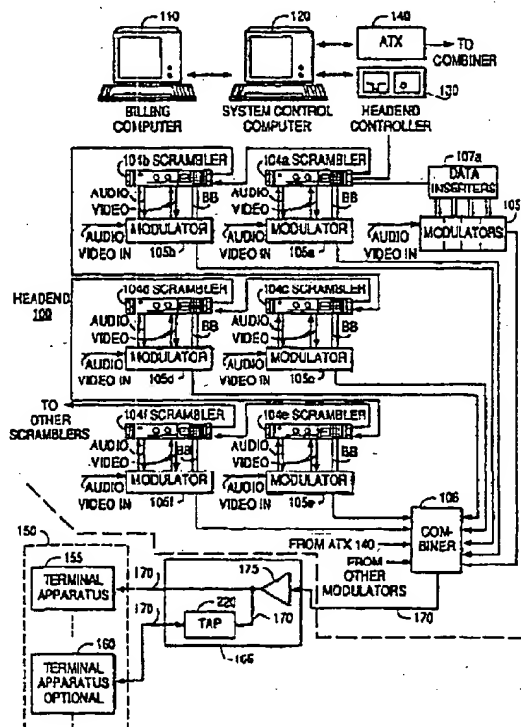 110
120
140
ATX
TO COMBINER
130
BILLING COMPUTER
SYSTEM CONTROL COMPUTER
HEADEND CONTROLLER
104b SCRAMBLER
104a SCRAMBLER
107a
DATA INSERTERS
AUDIO
VIDEO
BB
AUDIO
VIDEO
BB
MODULATOR
MODULATOR
MODULATORS
105
AUDIO
VIDEO IN
105b
AUDIO
VIDEO IN
105a
AUDIO
VIDEO IN
HEADEND
100
104d SCRAMBLER
104c SCRAMBLER
AUDIO
VIDEO
BB
AUDIO
VIDEO
BB
MODULATOR
MODULATOR
AUDIO
VIDEO IN
105d
AUDIO
VIDEO IN
105c
TO OTHER SCRAMBLERS
104f SCRAMBLER
104e SCRAMBLER
AUDIO
VIDEO
BB
AUDIO
VIDEO
BB
MODULATOR
MODULATOR
AUDIO
VIDEO IN
105f
AUDIO
VIDEO IN
105e
106
COM-
BINER
FROM ATX 140
FROM OTHER MODULATORS
170
150
155
TERMINAL APPARATUS
170
175
220
TAP
170
170
160
TERMINAL APPARATUS OPTIONAL